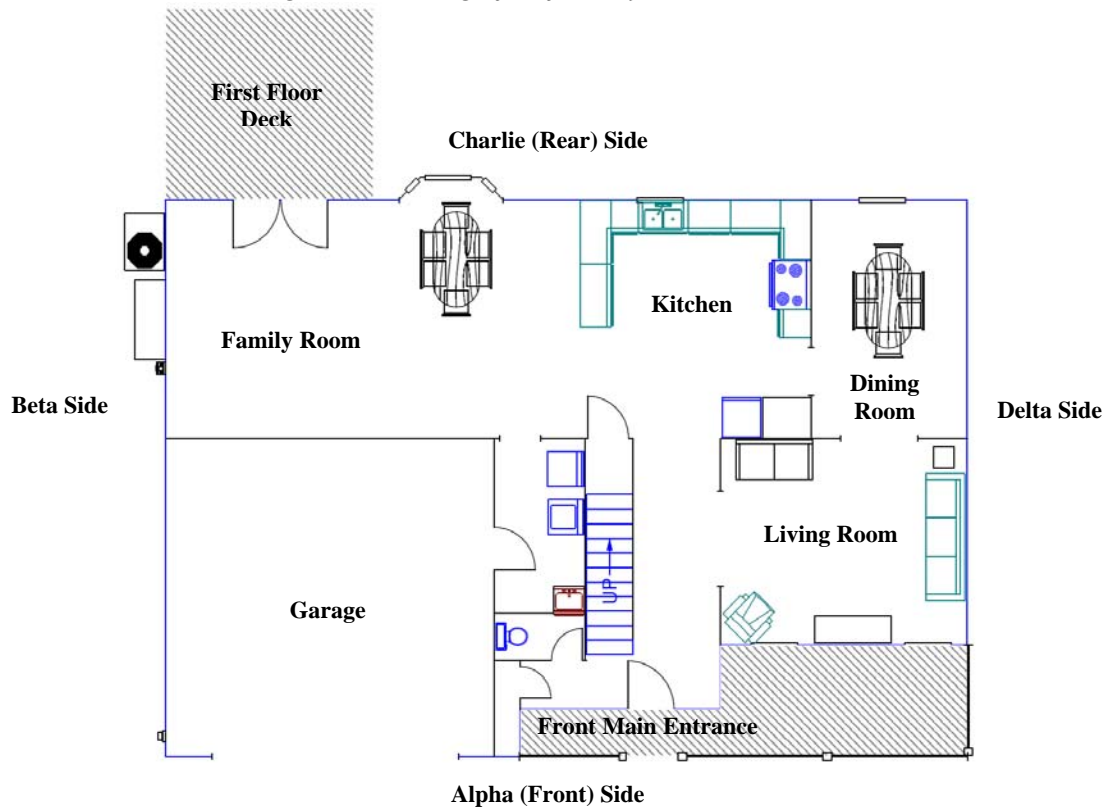 First Floor
Deck
Charlie (Rear) Side
Kitchen
Family Room
Beta Side
Dining
Room
Delta Side
Living Room
UP
Garage
Front Main Entrance
Alpha (Front) Side